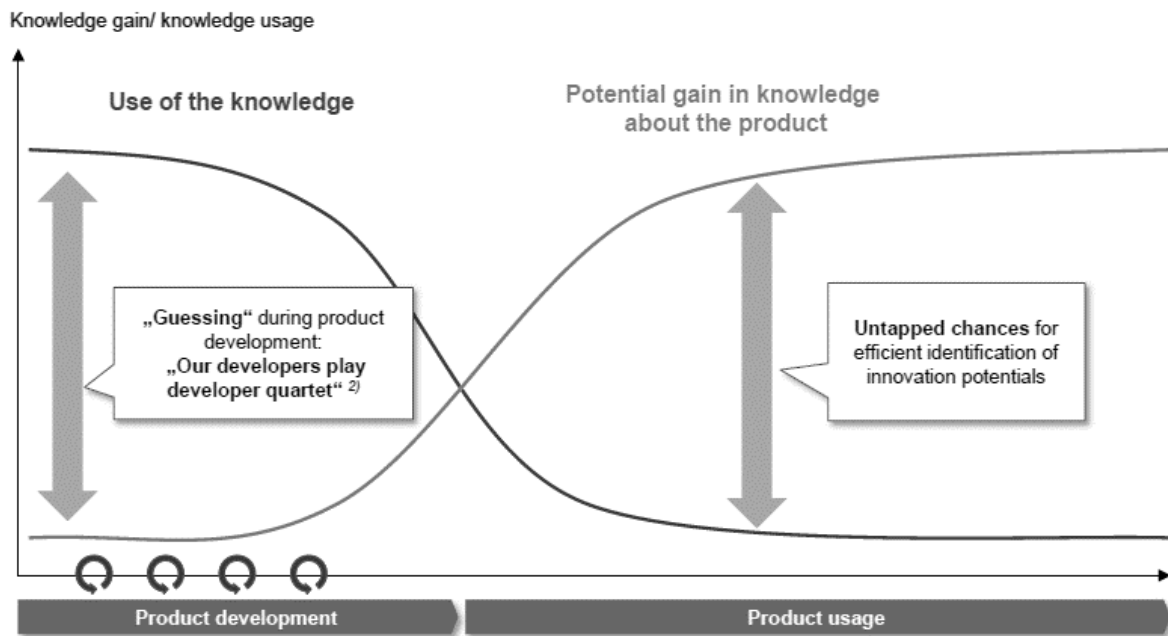 Knowledge gain/ knowledge usage
Use of the knowledge
Potential gain in knowledge
about the product
„Guessing“ during product
development:
„Our developers play
developer quartet“ 2)
Untapped chances for
efficient identification of
innovation potentials
Product development
Product usage